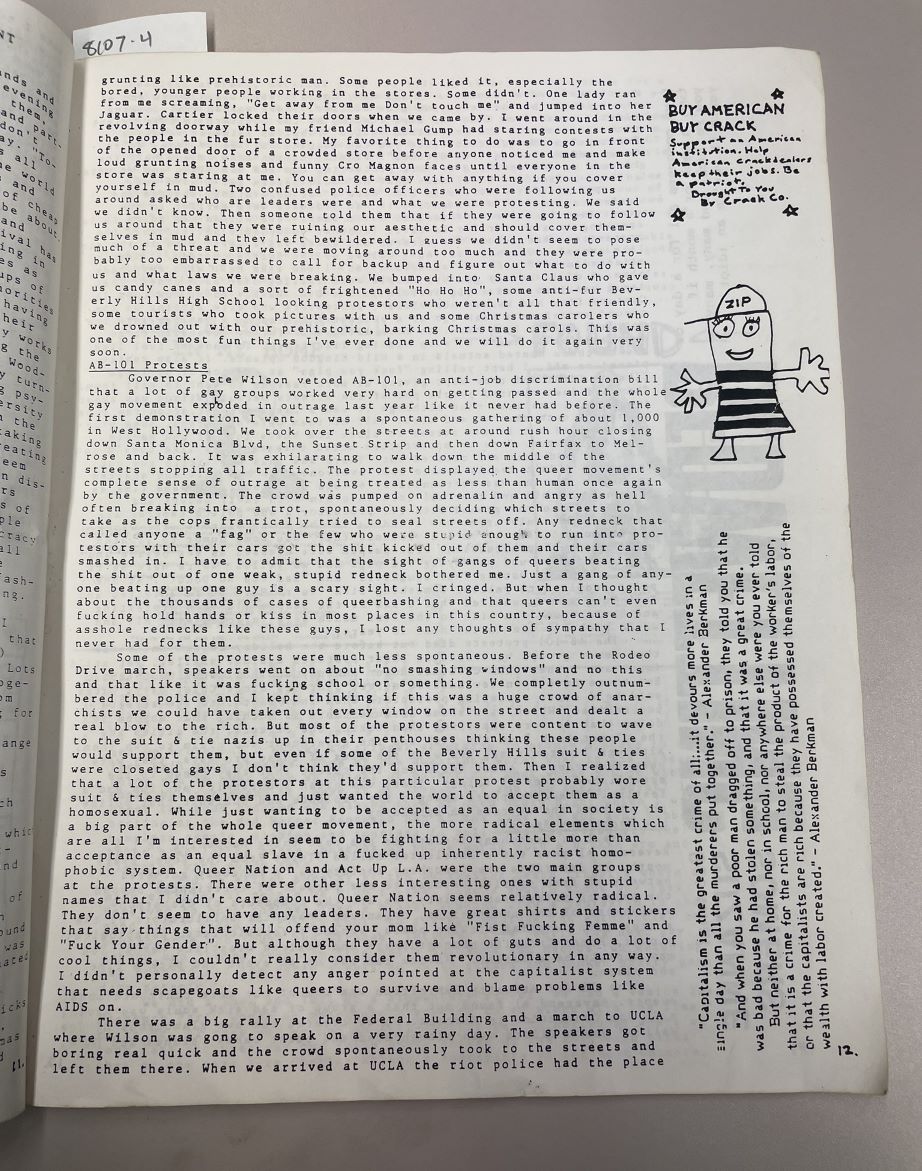 8107-4
grunting like prehistoric man. Some people liked it, especially the
bored, younger people working in the stores. Some didn't. One lady ran
from me screaming, "Get away from me Don't touch me" and jumped into her
Jaguar. Cartier locked their doors when we came by. I went around in the
revolving doorway while my friend Michael Gump had staring contests with
the people in the fur store. My favorite thing to do was to go in front
of the opened door of a crowded store before anyone noticed me and make
loud grunting noises and funny Cro Magnon faces until everyone in the
store was staring at me. You can get away with anything if you cover
yourself in mud. Two confused police officers who were following us
around asked who are leaders were and what we were protesting. We said
we didn't know. Then someone told them that if they were going to follow
us around that they were ruining our aesthetic and should cover them-
selves in mud and they left bewildered. I guess we didn't seem to pose
much of a threat and we were moving around too much and they were pro-
bably too embarrassed to call for backup and figure out what to do with
us and what laws we were breaking. We bumped into Santa Claus who gave
us candy canes and a sort of frightened "Ho Ho Ho", some anti-fur Bev-
erly Hills High School looking protestors who weren't all that friendly,
some tourists who took pictures with us and some Christmas carolers who
we drowned out with our prehistoric, barking Christmas carols. This was
one of the most fun things I've ever done and we will do it again very
soon.
AB-101 Protests
Governor Pete Wilson vetoed AB-101, an anti-job discrimination bill
that a lot of gay groups worked very hard on getting passed and the whole
gay movement exploded in outrage last year like it never had before. The
first demonstration I went to was a spontaneous gathering of about 1,000
in West Hollywood. We took over the streets at around rush hour closing
down Santa Monica Blvd, the Sunset Strip and then down Fairfax to Mel-
rose and back. It was exhilarating to walk down the middle of the
streets stopping all traffic. The protest displayed the queer movement's
complete sense of outrage at being treated as less than human once again
by the government. The crowd was pumped on adrenalin and angry as hell
often breaking into a trot, spontaneously deciding which streets to
take as the cops frantically tried to seal streets off. Any redneck that
called anyone a "fag" or the few who were stupid enough to run into pro-
testors with their cars got the shit kicked out of them and their cars
smashed in. I have to admit that the sight of gangs of queers beating
the shit out of one weak, stupid redneck bothered me. Just a gang of any-
one beating up one guy is a scary sight. I cringed. But when I thought
about the thousands of cases of queerbashing and that queers can't even
fucking hold hands or kiss in most places in this country, because of
asshole rednecks like these guys, I lost any thoughts of sympathy that I
never had for them.
Some of the protests were much less spontaneous. Before the Rodeo
Drive march, speakers went on about "no smashing windows" and no this
and that like it was fucking school or something. We completly outnum-
bered the police and I kept thinking if this was a huge crowd of anar-
chists we could have taken out every window on the street and dealt a
real blow to the rich. But most of the protestors were content to wave
to the suit & tie nazis up in their penthouses thinking these people
would support them, but even if some of the Beverly Hills suit & ties
were closeted gays I don't think they'd support them. Then I realized
that a lot of the protestors at this particular protest probably wore
suit & ties themselves and just wanted the world to accept them as a
homosexual. While just wanting to be accepted as an equal in society is
a big part of the whole queer movement, the more radical elements which
are all I'm interested in seem to be fighting for a little more than
acceptance as an equal slave in a fucked up inherently racist homo-
phobic system. Queer Nation and Act Up L.A. were the two main groups
at the protests. There were other less interesting ones with stupid
names that I didn't care about. Queer Nation seems relatively radical.
They don't seem to have any leaders. They have great shirts and stickers
that say things that will offend your mom like "Fist Fucking Femme" and
"Fuck Your Gender". But although they have a lot of guts and do a lot of
cool things, I couldn't really consider them revolutionary in any way.
I didn't personally detect any anger pointed at the capitalist system
that needs scapegoats like queers to survive and blame problems like
AIDS on.
There was a big rally at the Federal Building and a march to UCLA
where Wilson was gong to speak on a very rainy day. The speakers got
boring real quick and the crowd spontaneously took to the streets and
left them there. When we arrived at UCLA the riot police had the place
BUY AMERICAN
BUY CRACK
Support an American
institution. Help
American crackdealers
keep their jobs. Be
a patriot.
Brought To You
By Crack Co.
ZIP
"Capitalism is the greatest crime of all;...it devours more lives in a
single day than all the murderers put together." - Alexander Berkman
"And when you saw a poor man dragged off to prison, they told you that he
was bad because he had stolen something, and that it was a great crime.
But neither at home, nor in school, nor anywhere else were you ever told
that it is a crime for the rich man to steal the product of the worker's labor,
or that the capitalists are rich because they have possessed themselves of the
wealth with labor created." - Alexander Berkman
12.
11.